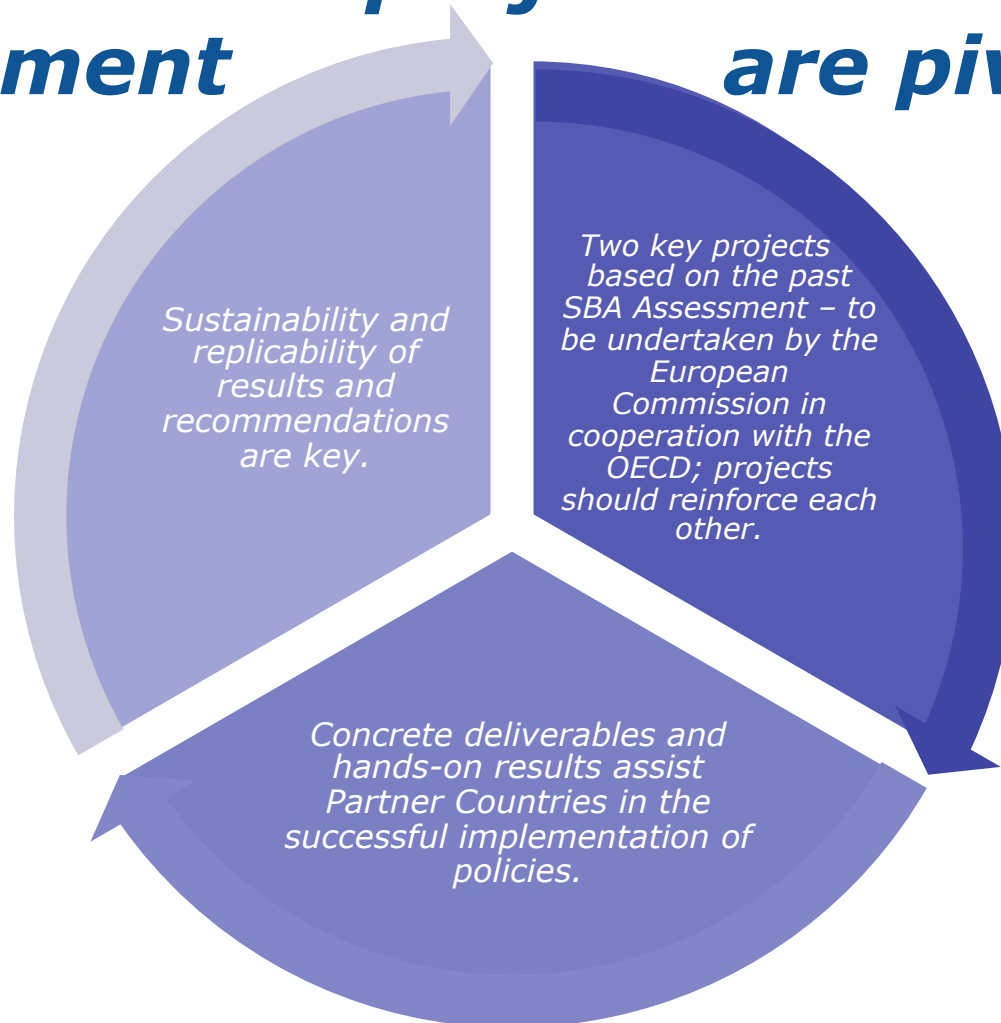 ment are
Two key projects
based on the past
SBA Assessment – to
be undertaken by the
European
Commission in
cooperation with the
OECD; projects
should reinforce each
other.
Sustainability and
replicability of
results and
recommendations
are key.
Concrete deliverables and
hands-on results assist
Partner Countries in the
successful implementation of
policies.